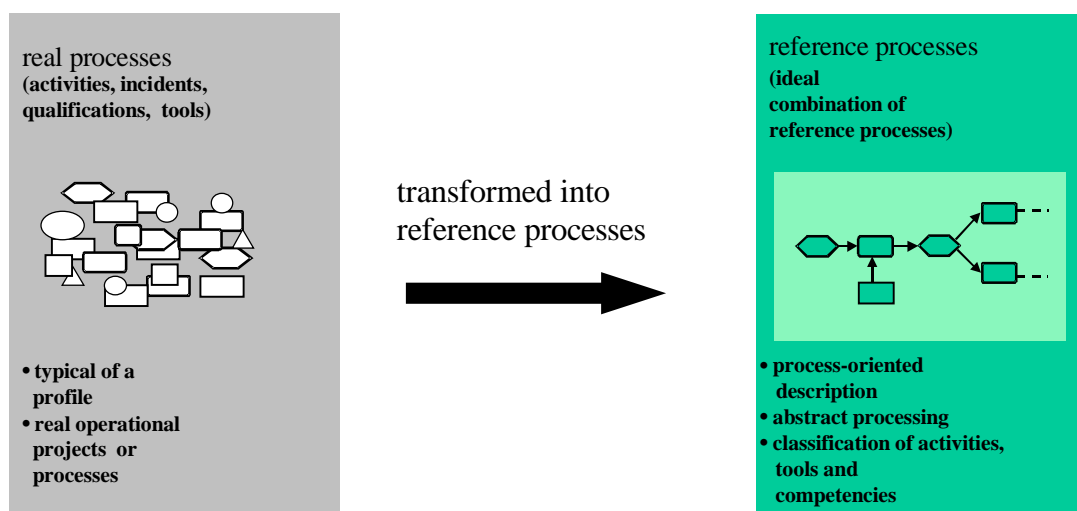 real processes
(activities, incidents,
qualifications, tools)
• typical of a
profile
• real operational
projects or
processes
transformed into
reference processes
reference processes
(ideal
combination of
reference processes)
• process-oriented
description
• abstract processing
• classification of activities,
tools and
competencies